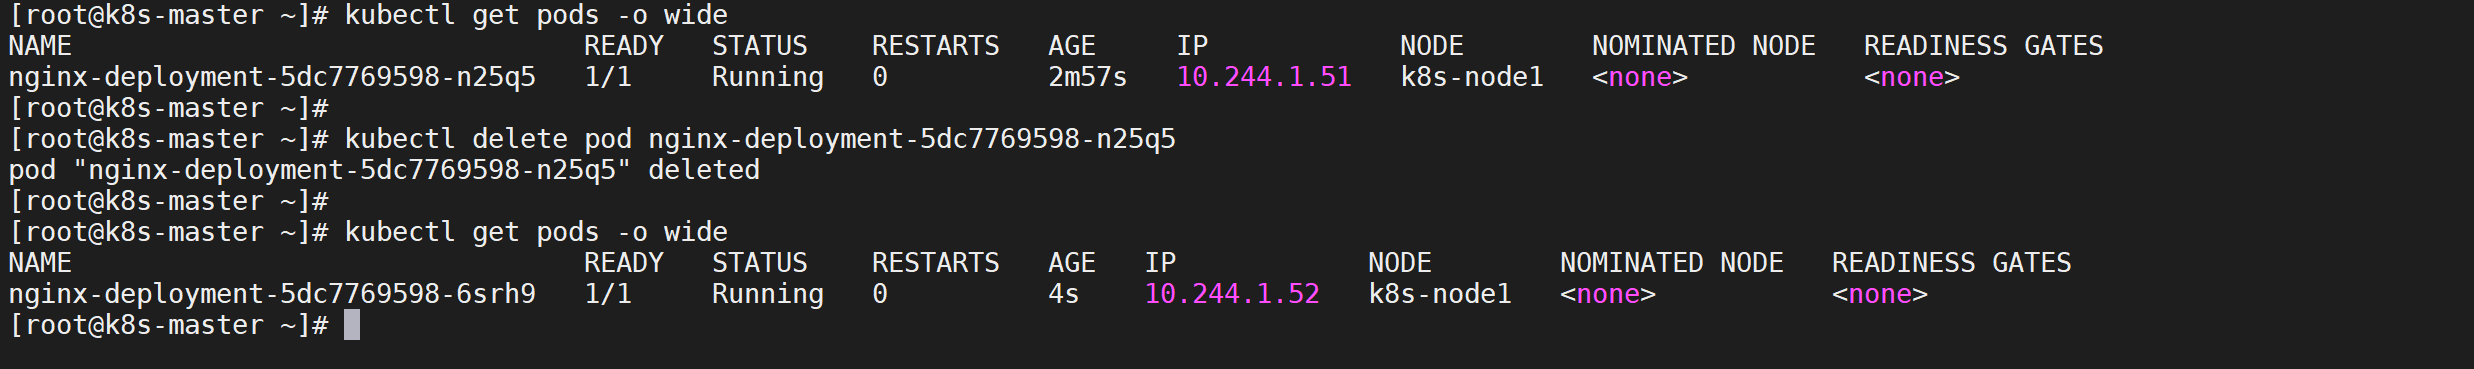 [root@k8s-master ~]# kubectl get pods -o wide
NAME                                READY   STATUS    RESTARTS   AGE     IP            NODE        NOMINATED NODE   READINESS GATES
nginx-deployment-5dc7769598-n25q5   1/1     Running   0          2m57s   10.244.1.51   k8s-node1   <none>           <none>
[root@k8s-master ~]#
[root@k8s-master ~]# kubectl delete pod nginx-deployment-5dc7769598-n25q5
pod "nginx-deployment-5dc7769598-n25q5" deleted
[root@k8s-master ~]#
[root@k8s-master ~]# kubectl get pods -o wide
NAME                                READY   STATUS    RESTARTS   AGE   IP            NODE        NOMINATED NODE   READINESS GATES
nginx-deployment-5dc7769598-6srh9   1/1     Running   0          4s    10.244.1.52   k8s-node1   <none>           <none>
[root@k8s-master ~]#